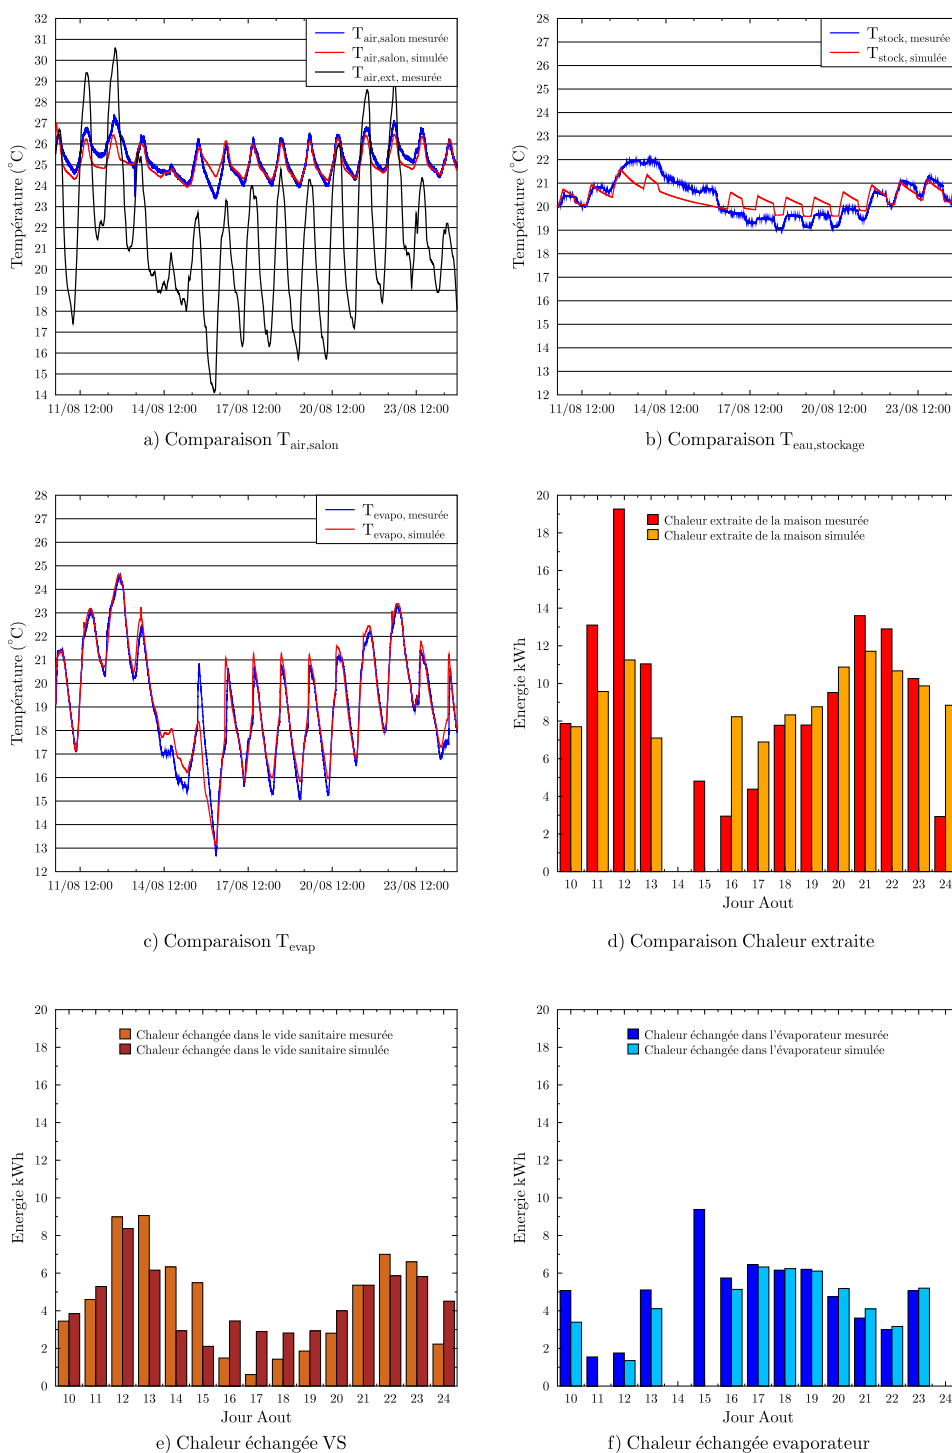 32
31
30
29
28
27
26
25
24
23
22
21
20
19
18
17
16
15
14
Température (°C)
T air,salon mesurée
T air,salon, simulée
T air,ext, mesurée
11/08 12:00 14/08 12:00 17/08 12:00 20/08 12:00 23/08 12:00
a) Comparaison T air,salon
28
27
26
25
24
23
22
21
20
19
18
17
16
15
14
13
12
Température (°C)
T stock, mesurée
T stock, simulée
11/08 12:00 14/08 12:00 17/08 12:00 20/08 12:00 23/08 12:00
b) Comparaison T eau,stockage
28
27
26
25
24
23
22
21
20
19
18
17
16
15
14
13
12
Température (°C)
T evapo, mesurée
T evapo, simulée
11/08 12:00 14/08 12:00 17/08 12:00 20/08 12:00 23/08 12:00
c) Comparaison T evap
20
18
16
14
12
10
8
6
4
2
0
Energie kWh
Chaleur extraite de la maison mesurée
Chaleur extraite de la maison simulée
10 11 12 13 14 15 16 17 18 19 20 21 22 23 24
Jour Aout
d) Comparaison Chaleur extraite
20
18
16
14
12
10
8
6
4
2
0
Energie kWh
Chaleur échangée dans le vide sanitaire mesurée
Chaleur échangée dans le vide sanitaire simulée
10 11 12 13 14 15 16 17 18 19 20 21 22 23 24
Jour Aout
e) Chaleur échangée VS
20
18
16
14
12
10
8
6
4
2
0
Energie kWh
Chaleur échangée dans l'évaporateur mesurée
Chaleur échangée dans l'évaporateur simulée
10 11 12 13 14 15 16 17 18 19 20 21 22 23 24
Jour Aout
f) Chaleur échangée evaporateur